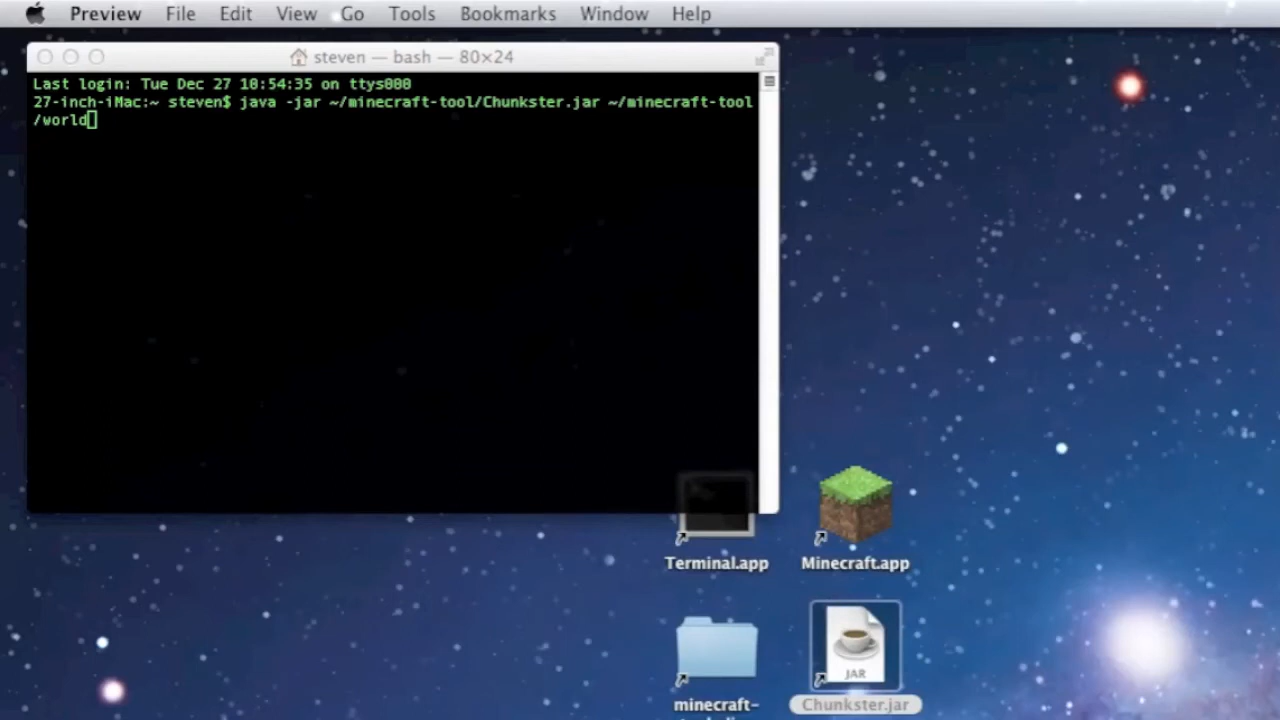 Preview File Edit View Go Tools Bookmarks Window Help
steven — bash — 80×24
Last login: Tue Dec 27 10:54:35 on ttys000
27-inch-iMac:~ steven$ java -jar ~/minecraft-tool/Chunkster.jar ~/minecraft-tool
/world
Terminal.app
Minecraft.app
JAR
minecraft-
Chunkster.jar